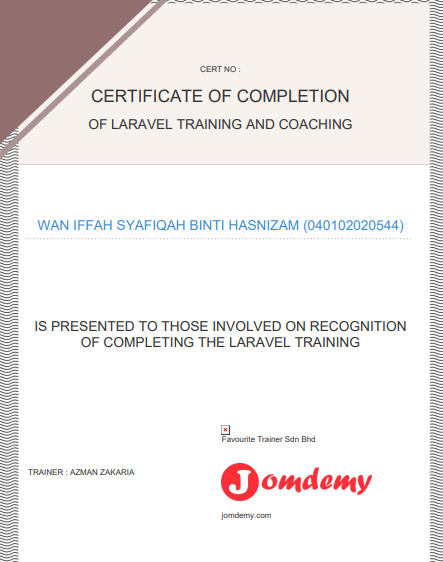 CERT NO :
CERTIFICATE OF COMPLETION
OF LARAVEL TRAINING AND COACHING
WAN IFFAH SYAFIQAH BINTI HASNIZAM (040102020544)
IS PRESENTED TO THOSE INVOLVED ON RECOGNITION
OF COMPLETING THE LARAVEL TRAINING
Favourite Trainer Sdn Bhd
TRAINER : AZMAN ZAKARIA
Jomdemy
jomdemy.com